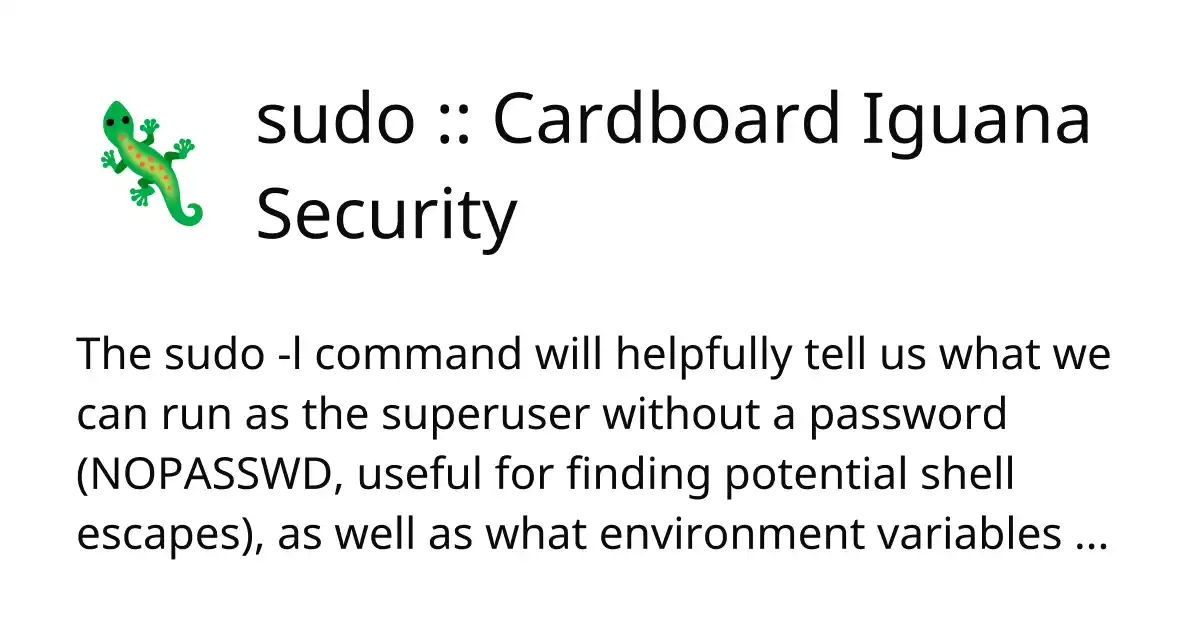 sudo :: Cardboard Iguana
Security
The sudo -l command will helpfully tell us what we
can run as the superuser without a password
(NOPASSWD, useful for finding potential shell
escapes), as well as what environment variables ...